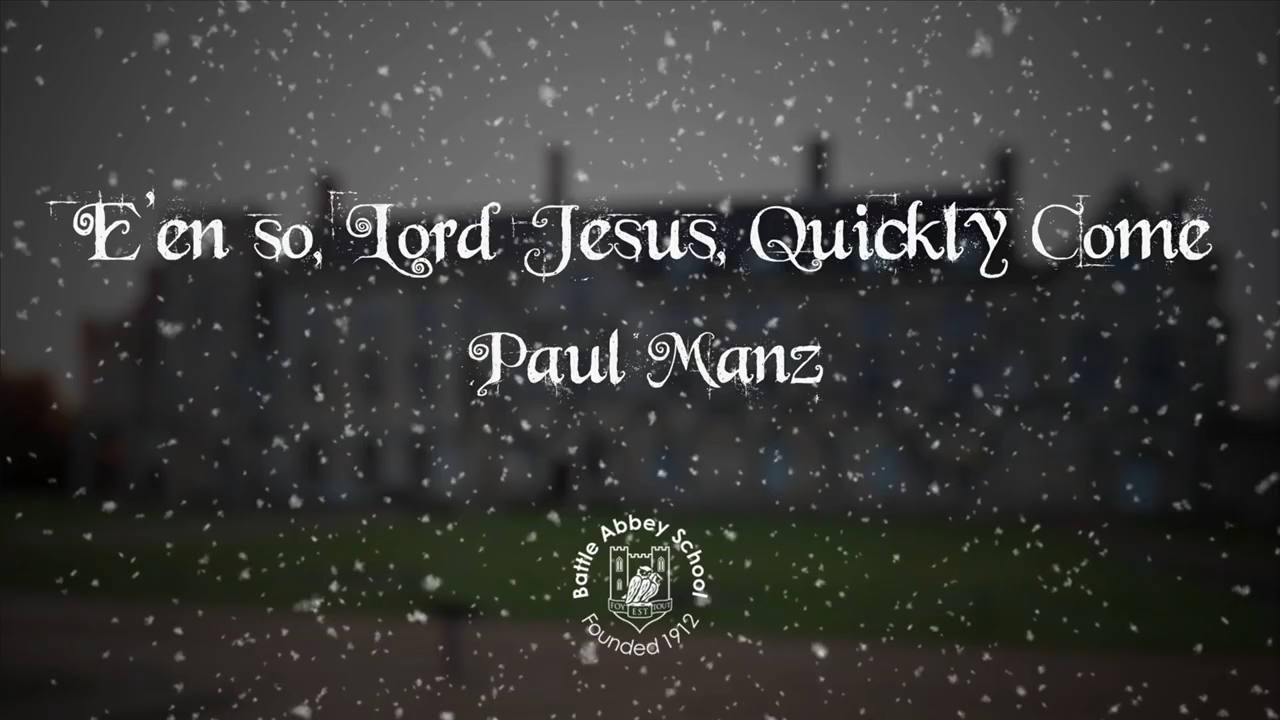 E'en so, Lord Jesus, Quickly Come
Paul Manz
Battle Abbey School
FOY EST TOUT
Founded 1912